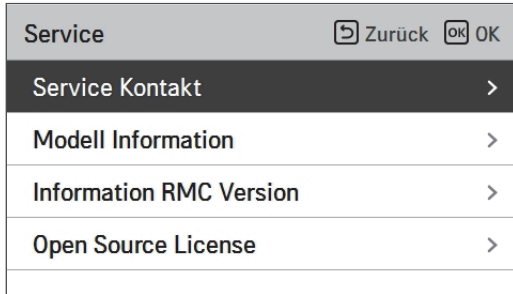 Service Zurück OK OK
Service Kontakt
Modell Information
Information RMC Version
Open Source License